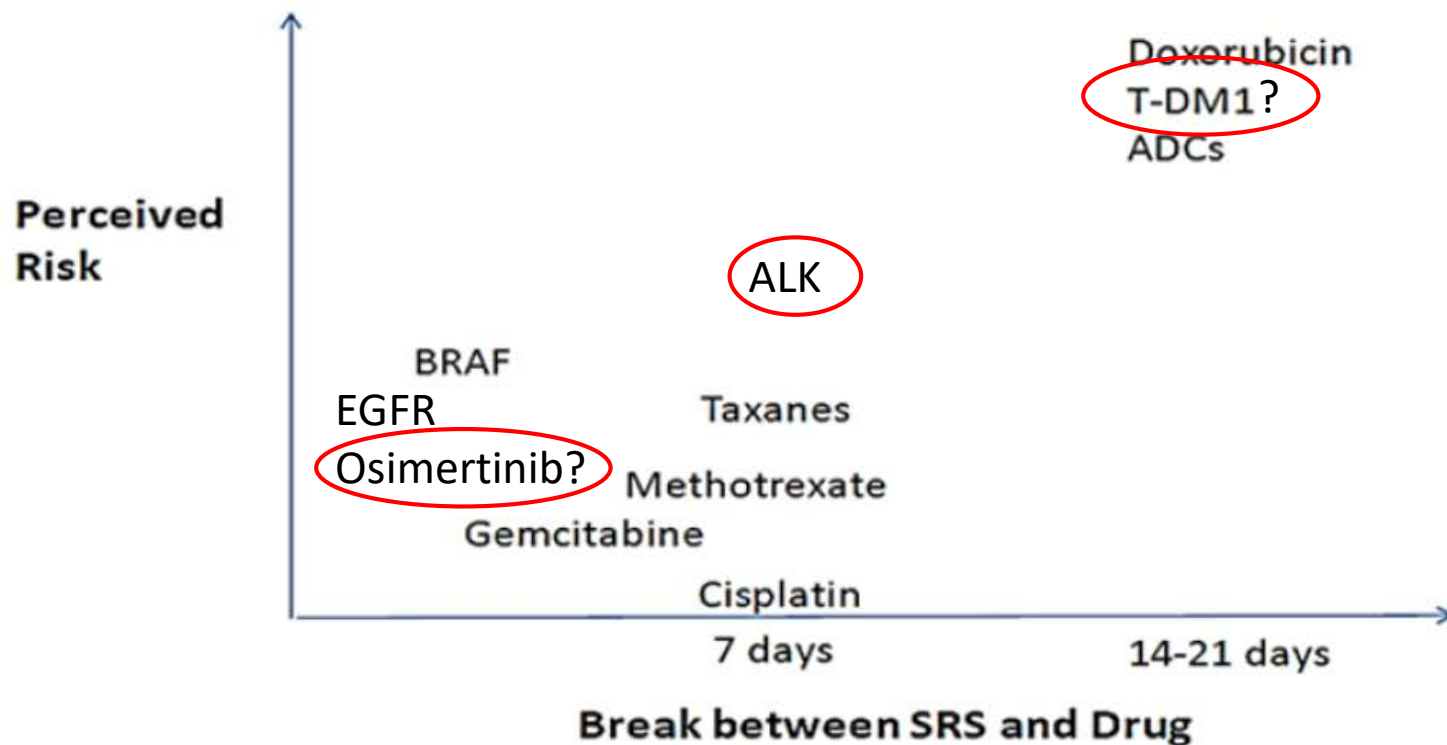 Doxorubicin
T-DM1?
ADCs
Perceived
Risk
ALK
BRAF
EGFR
Taxanes
Osimertinib?
Methotrexate
Gemcitabine
Cisplatin
7 days
14-21 days
Break between SRS and Drug